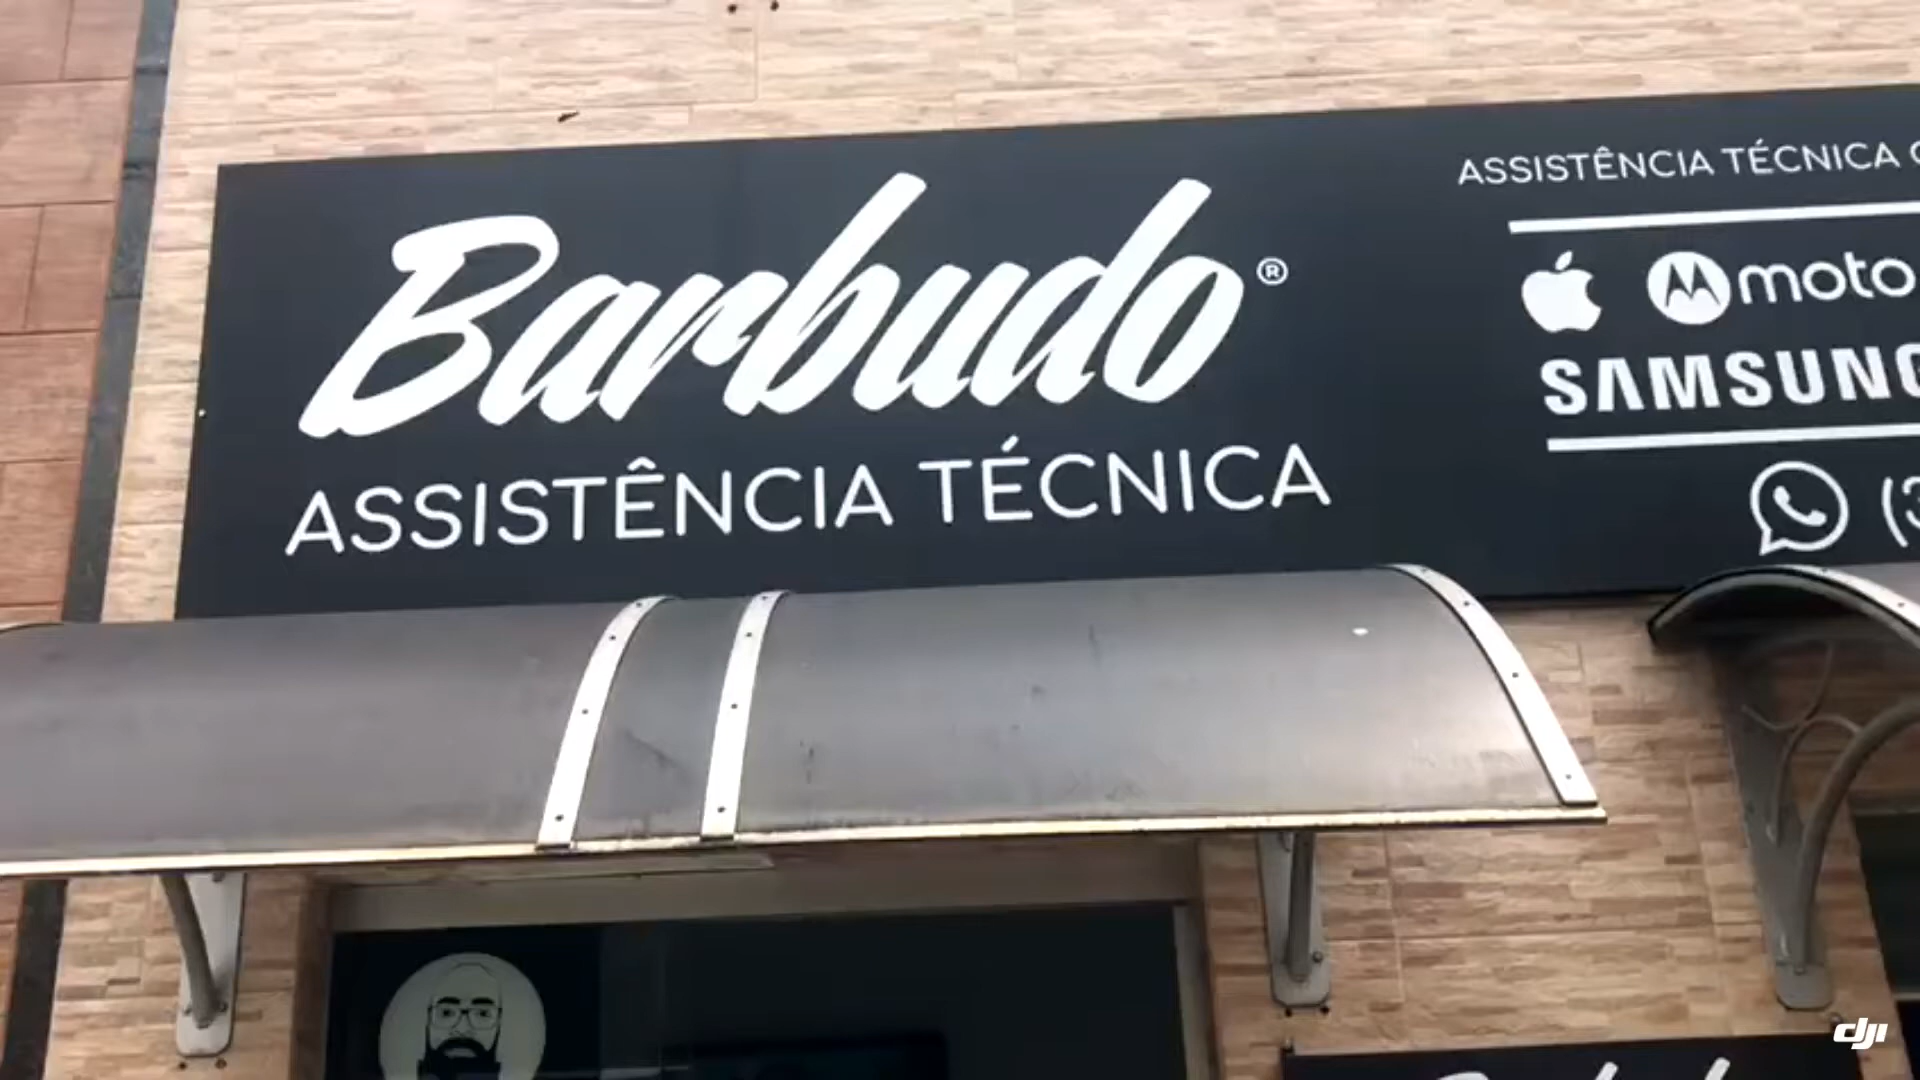 Barbudo®
ASSISTÊNCIA TÉCNICA
ASSISTÊNCIA TÉCNICA
moto
SAMSUNG
dji